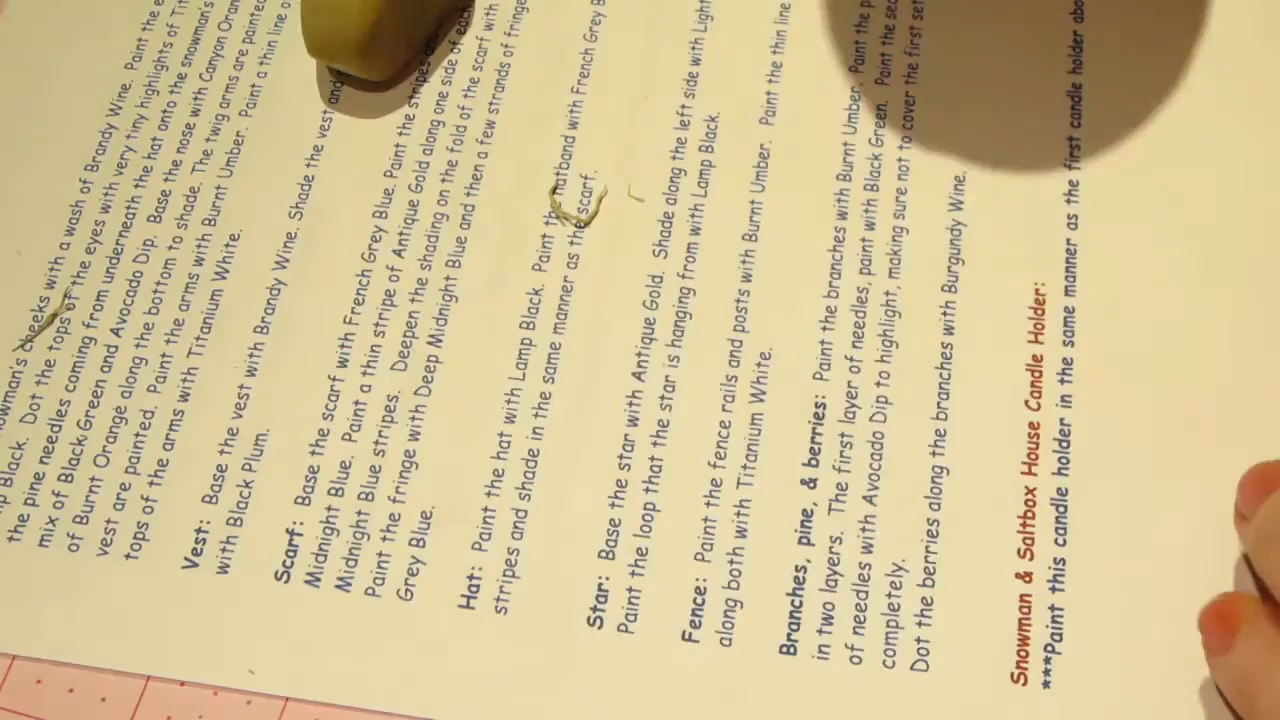 cheeks with a wash of Brandy Wine. Paint the
the pine needles coming from underneath
Black. Dot the tops of the eyes with very tiny highlights of
mix of Black Green and Avocado Dip. Base the nose with Canyon
of Burnt Orange along the bottom to shade. The twig arms are painted
vest are painted. Paint the arms with Burnt Umber. Paint a thin line
tops of the arms with Titanium White.
Vest: Base the vest with Brandy Wine. Shade the vest and
with Black Plum.
Scarf: Base the scarf with French Grey Blue. Paint the stripes
Midnight Blue. Paint a thin stripe of Antique Gold along one side of each
Midnight Blue stripes. Deepen the shading on the fold of the scarf with
Paint the fringe with Deep Midnight Blue and then a few strands of fringe
Grey Blue.
Hat: Paint the hat with Lamp Black. Paint the hatband with French Grey
stripes and shade in the same manner as the scarf.
Star: Base the star with Antique Gold. Shade along the left side with Light
Paint the loop that the star is hanging from with Lamp Black.
Fence: Paint the fence rails and posts with Burnt Umber. Paint the thin line
along both with Titanium White.
Branches, pine, & berries: Paint the branches with Burnt Umber. Paint the
in two layers. The first layer of needles, paint with Black Green. Paint the
of needles with Avocado Dip to highlight, making sure not to cover the first set
completely.
Dot the berries along the branches with Burgundy Wine.
Snowman & Saltbox House Candle Holder:
***Paint this candle holder in the same manner as the first candle holder